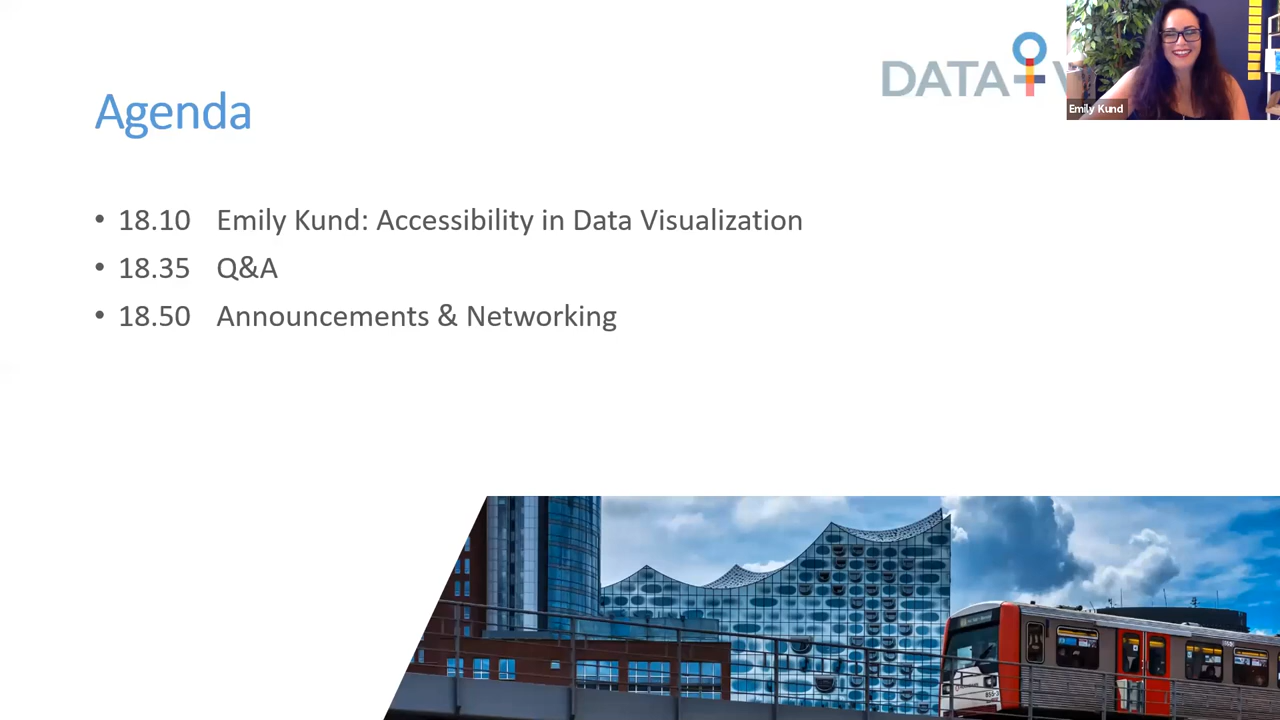 DATA
Emily Kund
Agenda
• 18.10 Emily Kund: Accessibility in Data Visualization
• 18.35 Q&A
• 18.50 Announcements & Networking